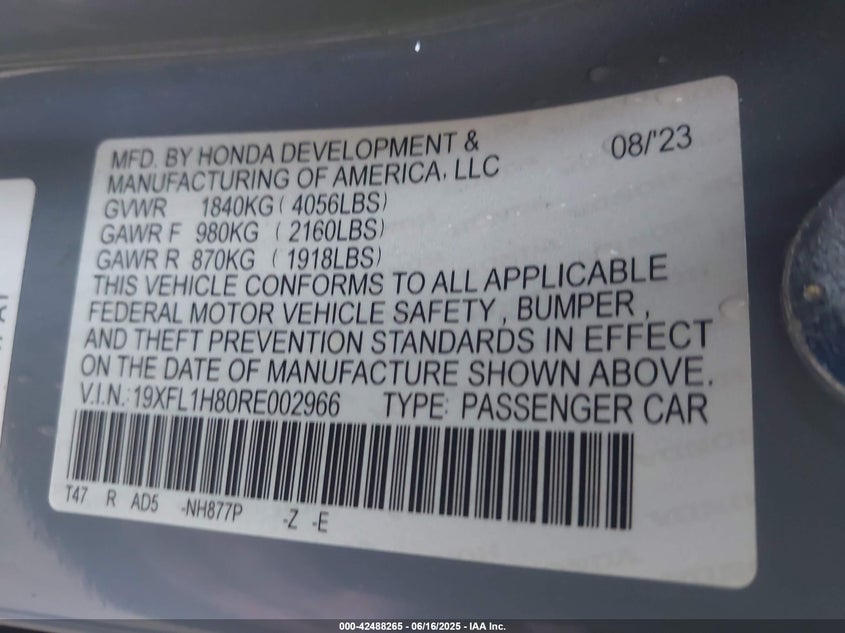 MFD. BY HONDA DEVELOPMENT & 08/'23
MANUFACTURING OF AMERICA, LLC
GVWR 1840KG ( 4056LBS)
GAWR F 980KG ( 2160LBS)
GAWR R 870KG ( 1918LBS)
THIS VEHICLE CONFORMS TO ALL APPLICABLE
FEDERAL MOTOR VEHICLE SAFETY , BUMPER ,
AND THEFT PREVENTION STANDARDS IN EFFECT
ON THE DATE OF MANUFACTURE SHOWN ABOVE.
V.I.N.:19XFL1H80RE002966 TYPE: PASSENGER CAR
T47 R AD5 -NH877P -Z -E
000-42488265 - 06/16/2025 - IAA Inc.